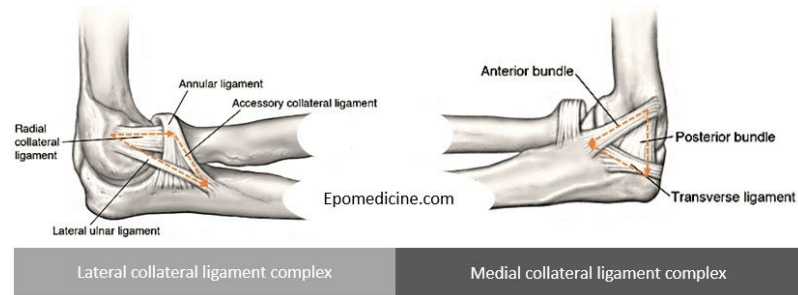 Annular ligament
Accessory collateral ligament
Radial
collateral
ligament
Lateral ulnar ligament
Anterior bundle
Posterior bundle
Transverse ligament
Epomedicine.com
Lateral collateral ligament complex
Medial collateral ligament complex